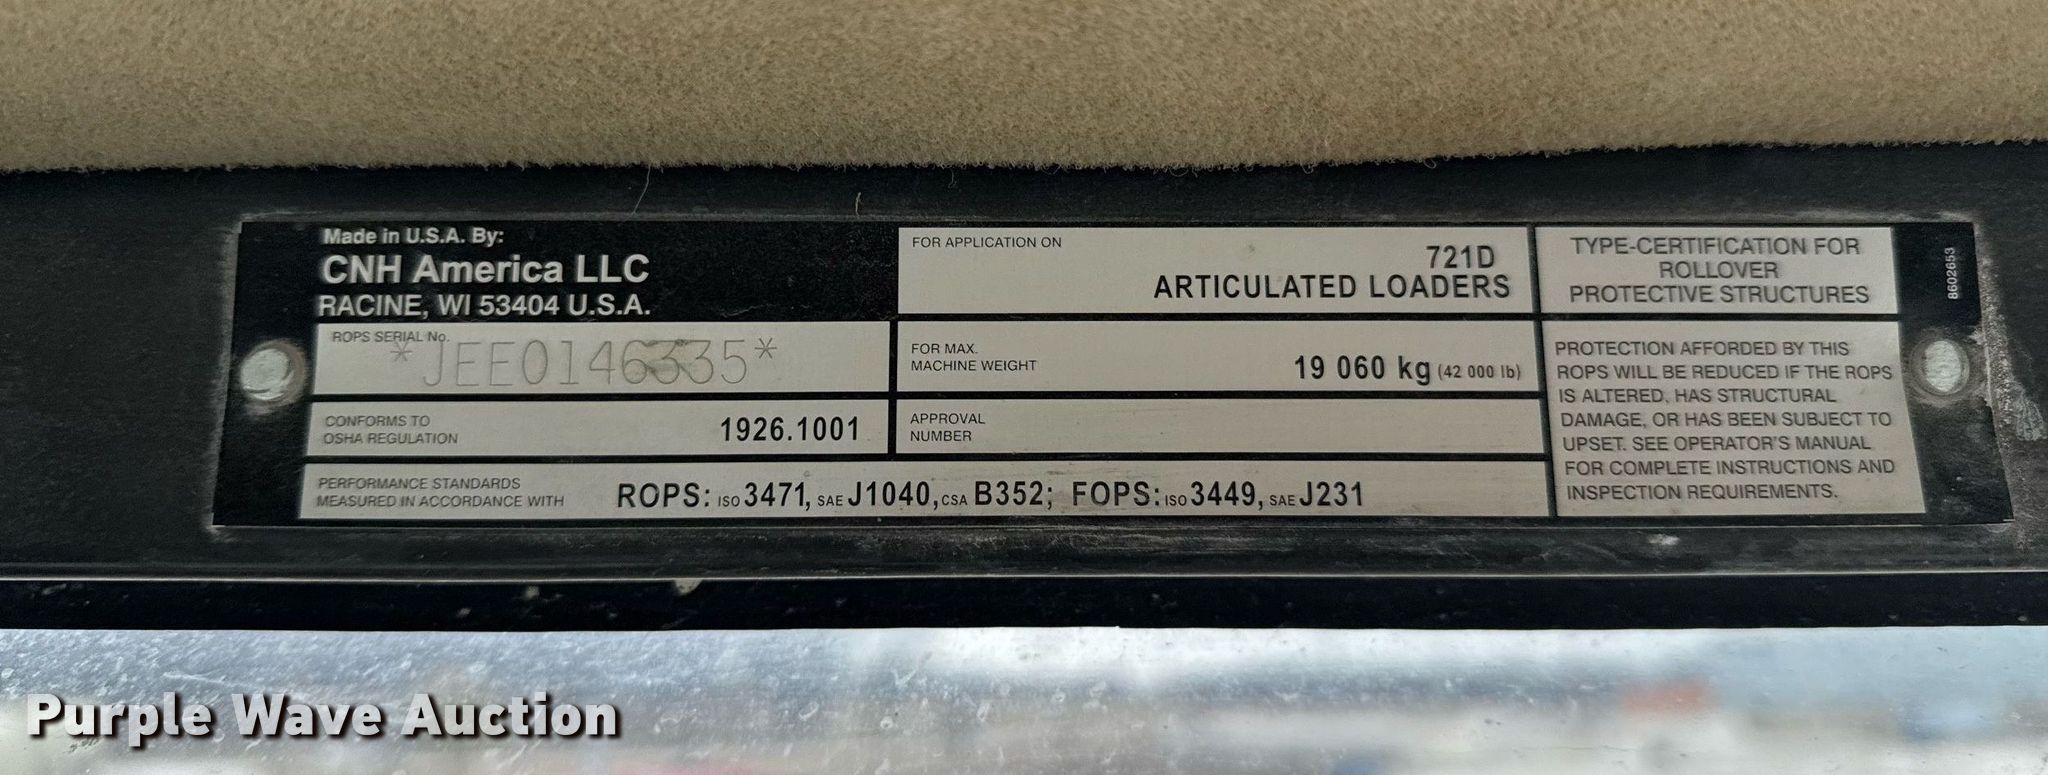 Made in U.S.A. By:
CNH America LLC
RACINE, WI 53404 U.S.A.
ROPS SERIAL No.
*JEE0146335*
CONFORMS TO
OSHA REGULATION
1926.1001
PERFORMANCE STANDARDS
MEASURED IN ACCORDANCE WITH
ROPS: ISO 3471, SAE J1040, CSA B352; FOPS: ISO 3449, SAE J231
FOR APPLICATION ON
721D
ARTICULATED LOADERS
FOR MAX.
MACHINE WEIGHT
19 060 kg (42 000 lb)
APPROVAL
NUMBER
TYPE-CERTIFICATION FOR
ROLLOVER
PROTECTIVE STRUCTURES
PROTECTION AFFORDED BY THIS
ROPS WILL BE REDUCED IF THE ROPS
IS ALTERED, HAS STRUCTURAL
DAMAGE, OR HAS BEEN SUBJECT TO
UPSET. SEE OPERATOR'S MANUAL
FOR COMPLETE INSTRUCTIONS AND
INSPECTION REQUIREMENTS.
8602653
Purple Wave Auction